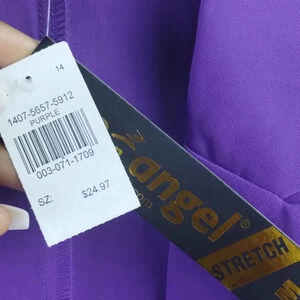 14
1407-5657-5912
PURPLE
003-071-1709
SZ:
$24.97
angel®
STRETCH